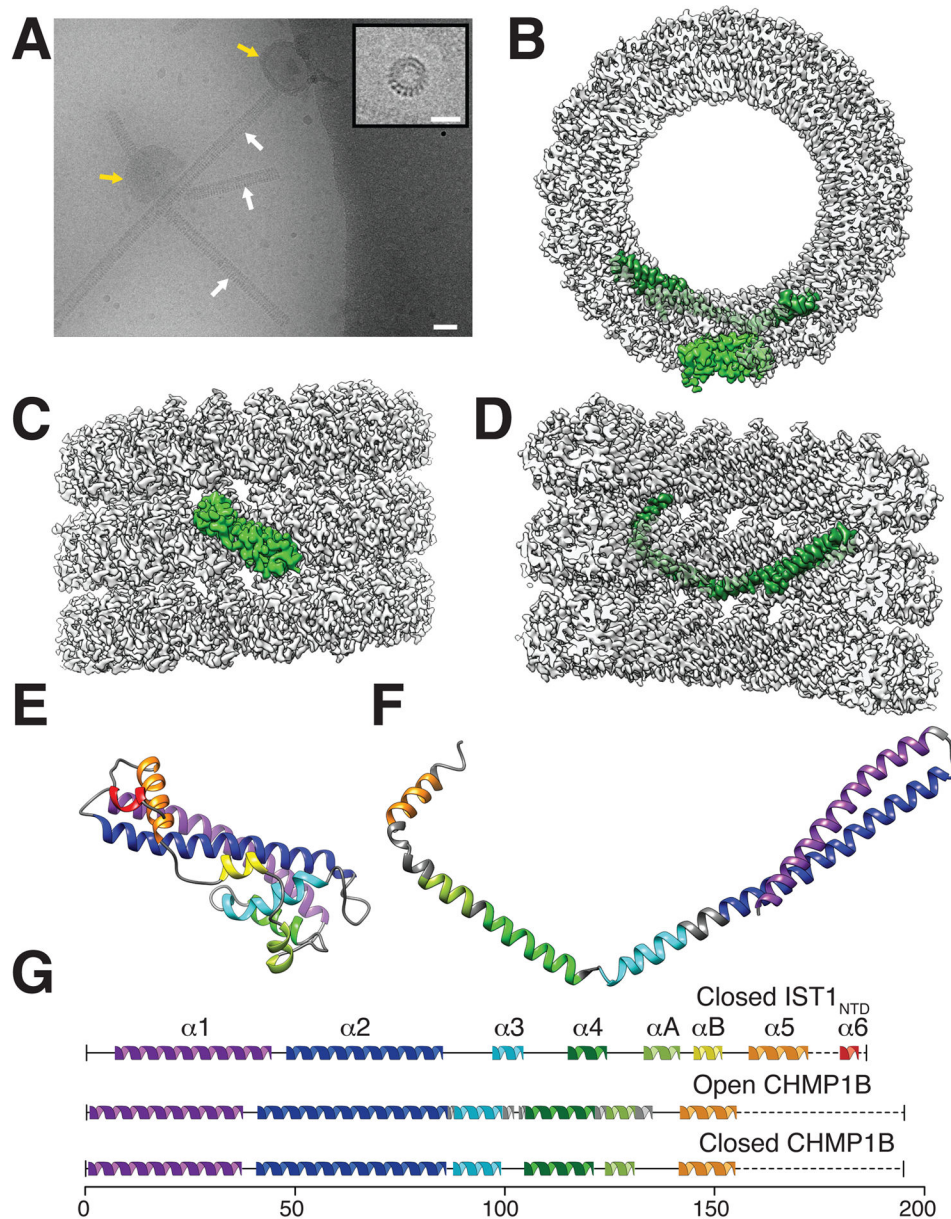 A
B
C
D
E
F
G
Closed IST1NTD
α1 α2 α3 α4 αA αB α5 α6
Open CHMP1B
Closed CHMP1B
0 50 100 150 200